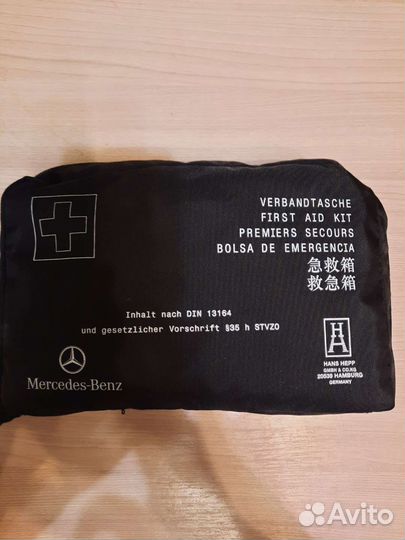 VERBANDTASCHE
FIRST AID KIT
PREMIERS SECOURS
BOLSA DE EMERGENCIA
急救箱
救急箱
Inhalt nach DIN 13164
und gesetzlicher Vorschrift §35 h STVZO
Mercedes-Benz
HANS HEPP
GMBH & CO.KG
20539 HAMBURG
GERMANY
Avito